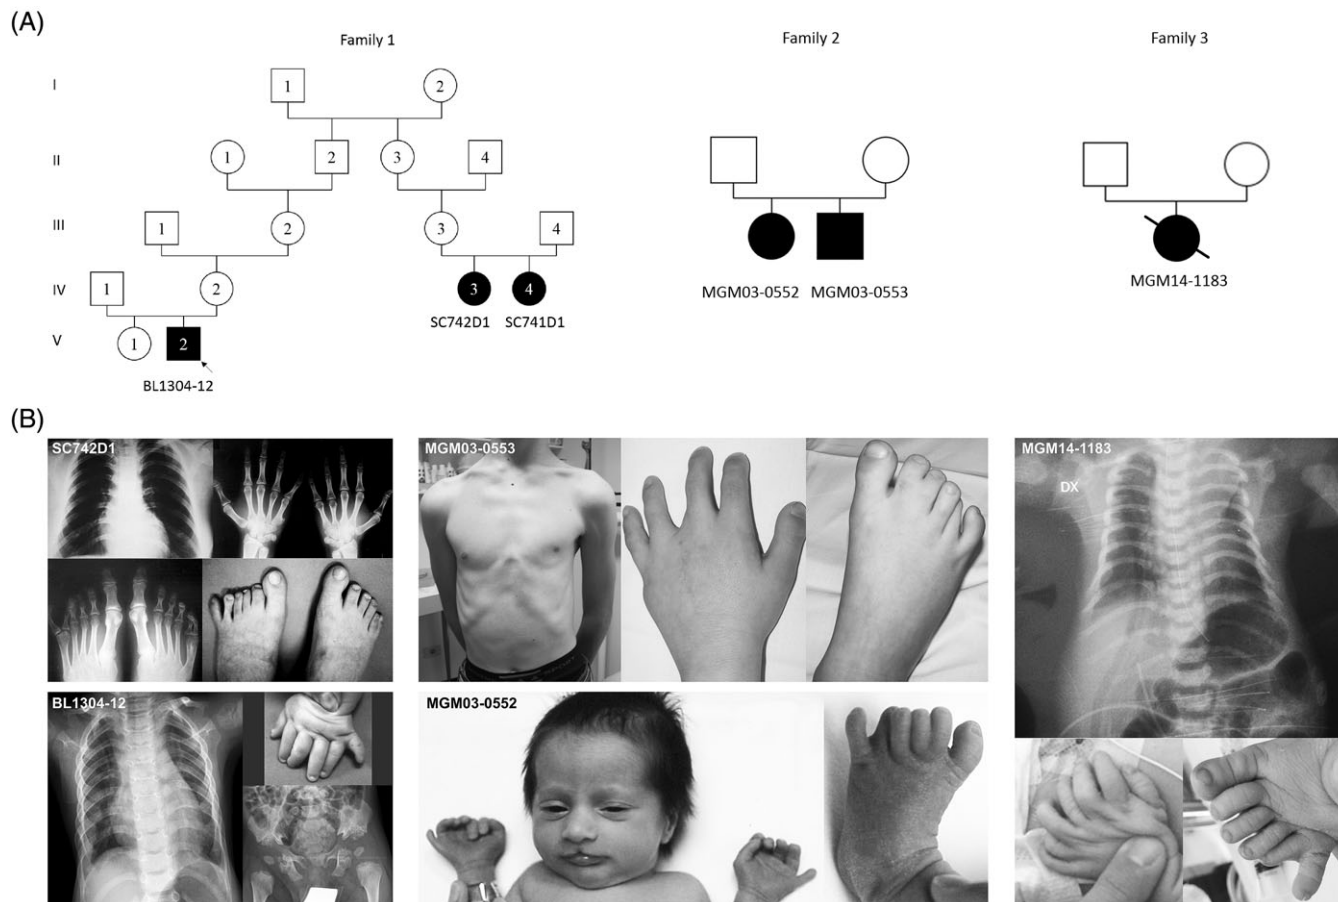 (A)
Family 1
Family 2
Family 3
I
1
2
II
1
2
3
4
III
1
2
3
4
IV
1
2
3
4
SC742D1
SC741D1
MGM03-0552
MGM03-0553
MGM14-1183
V
1
2
BL1304-12
(B)
SC742D1
MGM03-0553
MGM14-1183
DX
BL1304-12
MGM03-0552